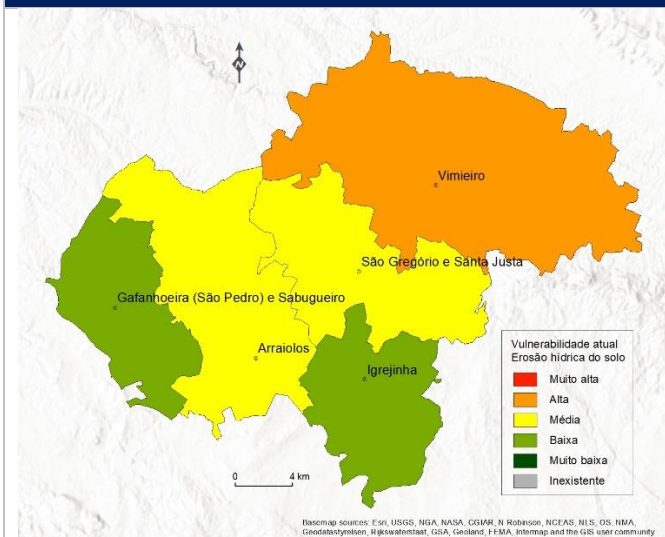 Vimieiro
São Gregório e Santa Justa
Gafanhoeira (São Pedro) e Sabugueiro
Arraiolos
Igrejinha
Vulnerabilidade atual
Erosão hídrica do solo
Muito alta
Alta
Média
Baixa
Muito baixa
Inexistente
0 4 km
Basemap sources: Esri, USGS, NGA, NASA, CGIAR, N Robinson, NCEAS, NLS, OS, NMA,
Geodatastyrelsen, Rijkswaterstaat, GSA, Geoland, FEMA, Intermap and the GIS user community